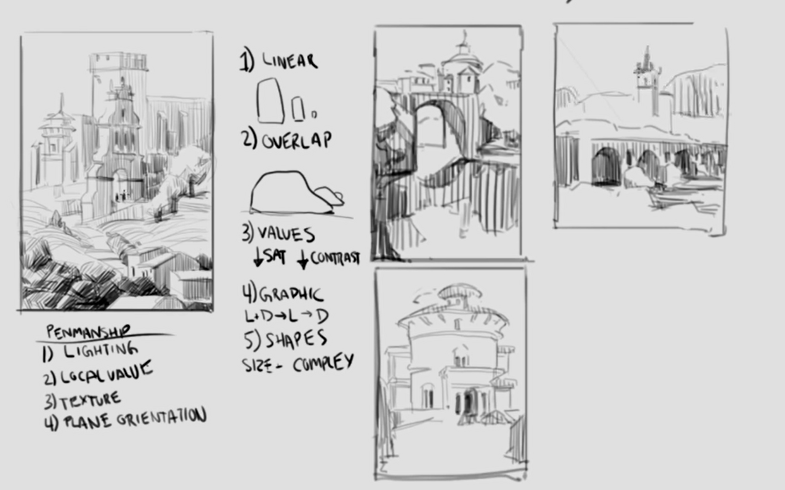 PENMANSHIP
1) LIGHTING
2) LOCAL VALUE
3) TEXTURE
4) PLANE ORIENTATION
1) LINEAR
2) OVERLAP
3) VALUES
↓SAT ↓CONTRAST
4) GRAPHIC
L+D→L→D
5) SHAPES
SIZE- COMPLEY